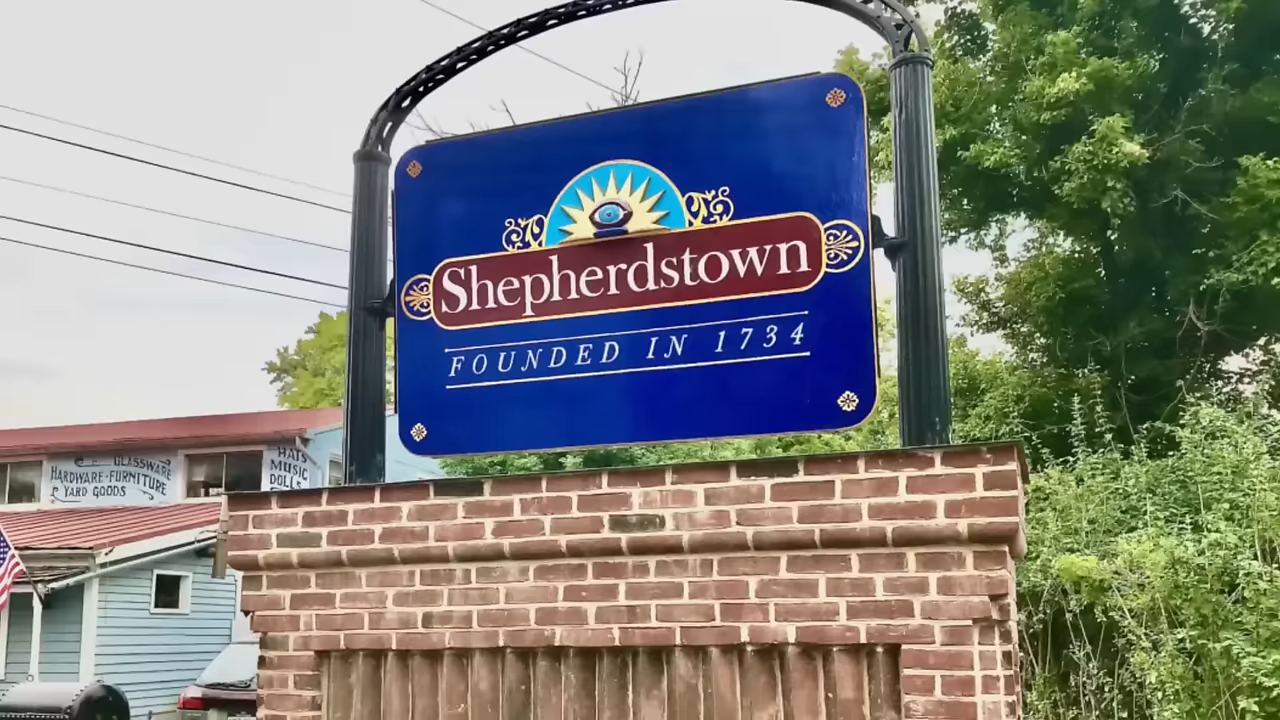 Shepherdstown
FOUNDED IN 1734
GLASSWARE
HARDWARE·FURNITURE
YARD GOODS
HATS
MUSIC
DOLLS